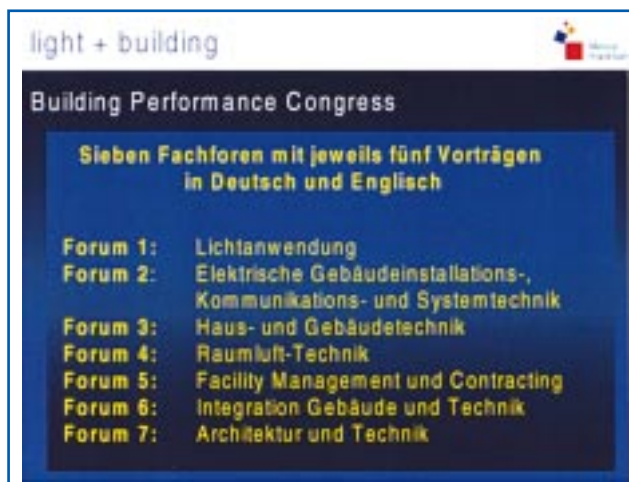 light + building
Messe
Frankfurt
Building Performance Congress
Sieben Fachforen mit jeweils fünf Vorträgen
in Deutsch und Englisch
Forum 1: Lichtanwendung
Forum 2: Elektrische Gebäudeinstallations-,
Kommunikations- und Systemtechnik
Forum 3: Haus- und Gebäudetechnik
Forum 4: Raumluft-Technik
Forum 5: Facility Management und Contracting
Forum 6: Integration Gebäude und Technik
Forum 7: Architektur und Technik